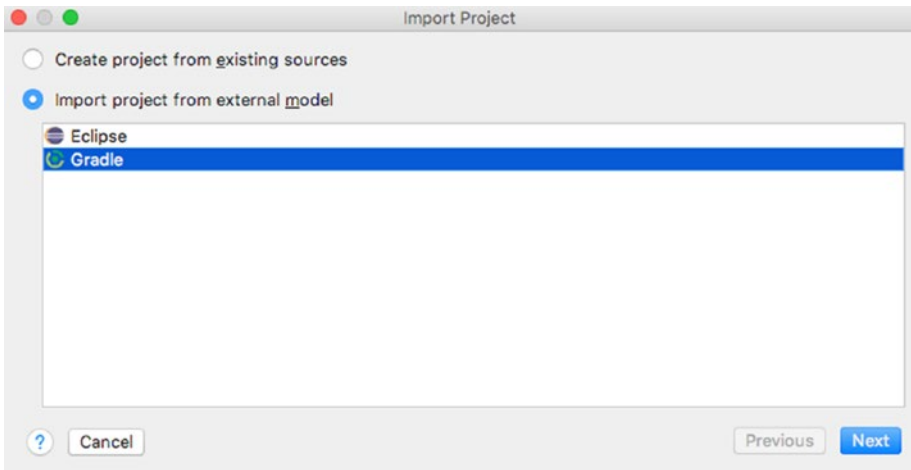 Import Project
Create project from existing sources
Import project from external model
Eclipse
Gradle
? Cancel Previous Next